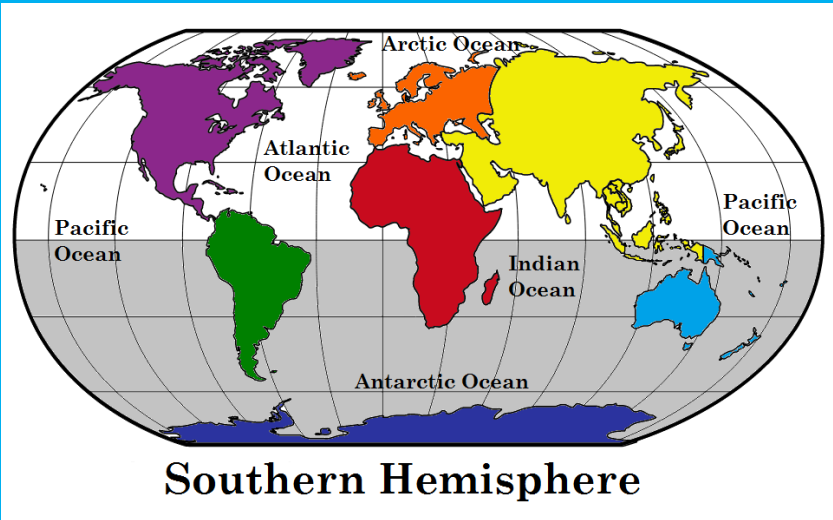 Arctic Ocean
Atlantic
Ocean
Pacific
Ocean
Pacific
Ocean
Indian
Ocean
Antarctic Ocean
Southern Hemisphere